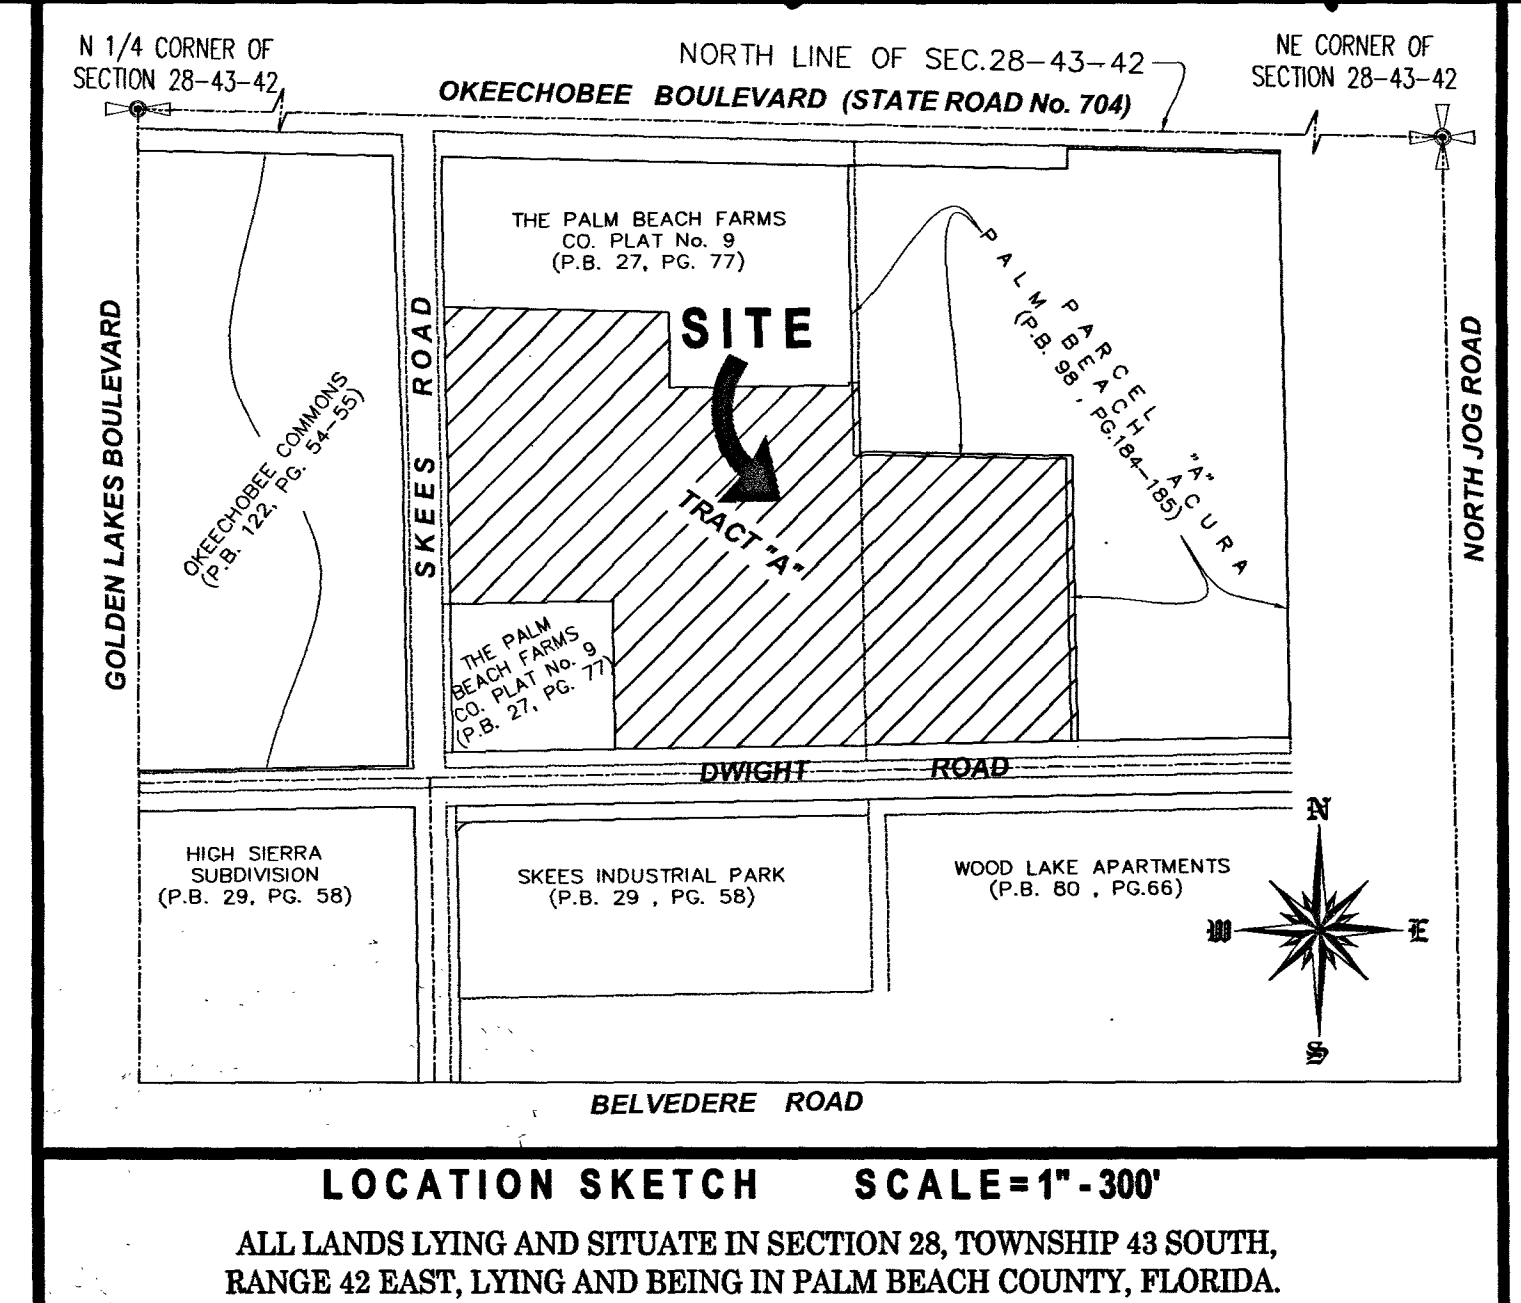 N 1/4 CORNER OF
SECTION 28-43-42
NORTH LINE OF SEC.28-43-42
NE CORNER OF
SECTION 28-43-42
OKEECHOBEE BOULEVARD (STATE ROAD No. 704)
THE PALM BEACH FARMS
CO. PLAT No. 9
(P.B. 27, PG. 77)
SITE
TRACT "A"
PARCEL "A"
PALM BEACH ACURA
(P.B. 98 , PG.184-185)
GOLDEN LAKES BOULEVARD
OKEECHOBEE COMMONS
(P.B. 122, PG. 54-55)
SKEES ROAD
NORTH JOG ROAD
THE PALM
BEACH FARMS
CO. PLAT No. 9
(P.B. 27, PG. 77)
DWIGHT ROAD
HIGH SIERRA
SUBDIVISION
(P.B. 29, PG. 58)
SKEES INDUSTRIAL PARK
(P.B. 29 , PG. 58)
WOOD LAKE APARTMENTS
(P.B. 80 , PG.66)
N
W
E
S
BELVEDERE ROAD
LOCATION SKETCH SCALE=1"-300'
ALL LANDS LYING AND SITUATE IN SECTION 28, TOWNSHIP 43 SOUTH,
RANGE 42 EAST, LYING AND BEING IN PALM BEACH COUNTY, FLORIDA.